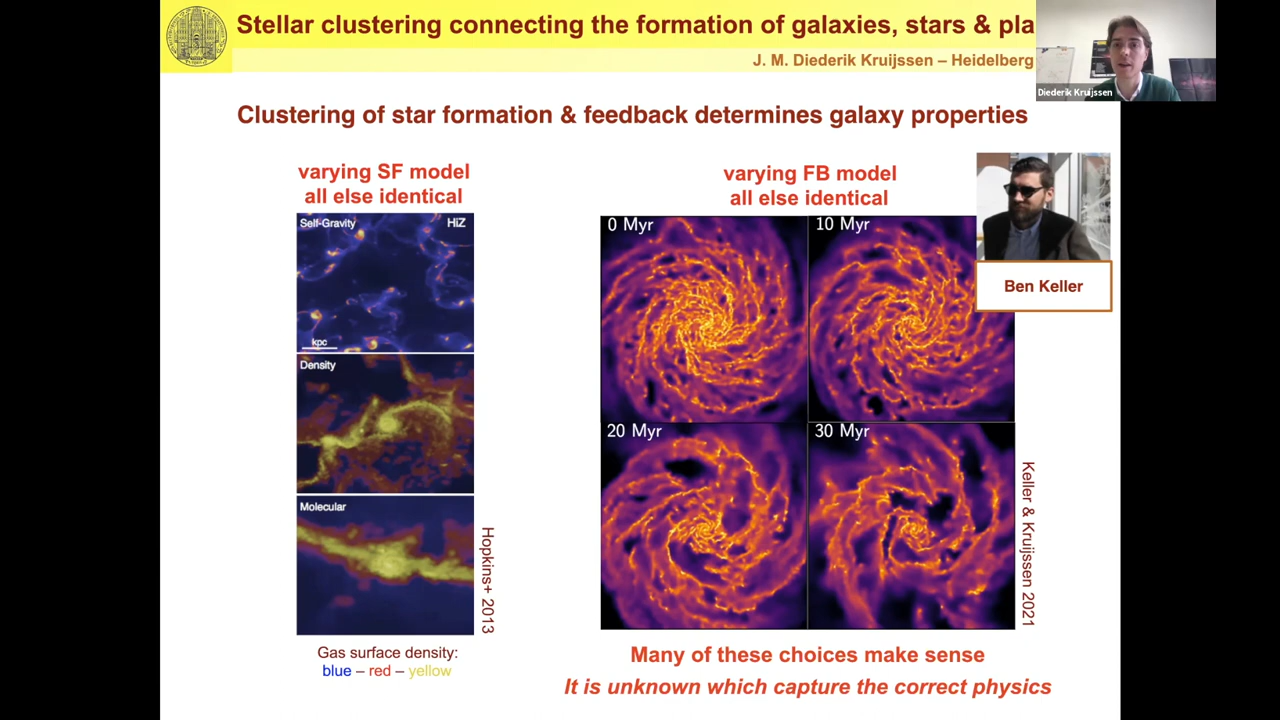 Stellar clustering connecting the formation of galaxies, stars & pla
J. M. Diederik Kruijssen – Heidelberg
Diederik Kruijssen
Clustering of star formation & feedback determines galaxy properties
varying SF model
all else identical
Self-Gravity
HiZ
kpc
Density
Molecular
Hopkins+ 2013
Gas surface density:
blue – red – yellow
varying FB model
all else identical
0 Myr
10 Myr
20 Myr
30 Myr
Ben Keller
Keller & Kruijssen 2021
Many of these choices make sense
It is unknown which capture the correct physics